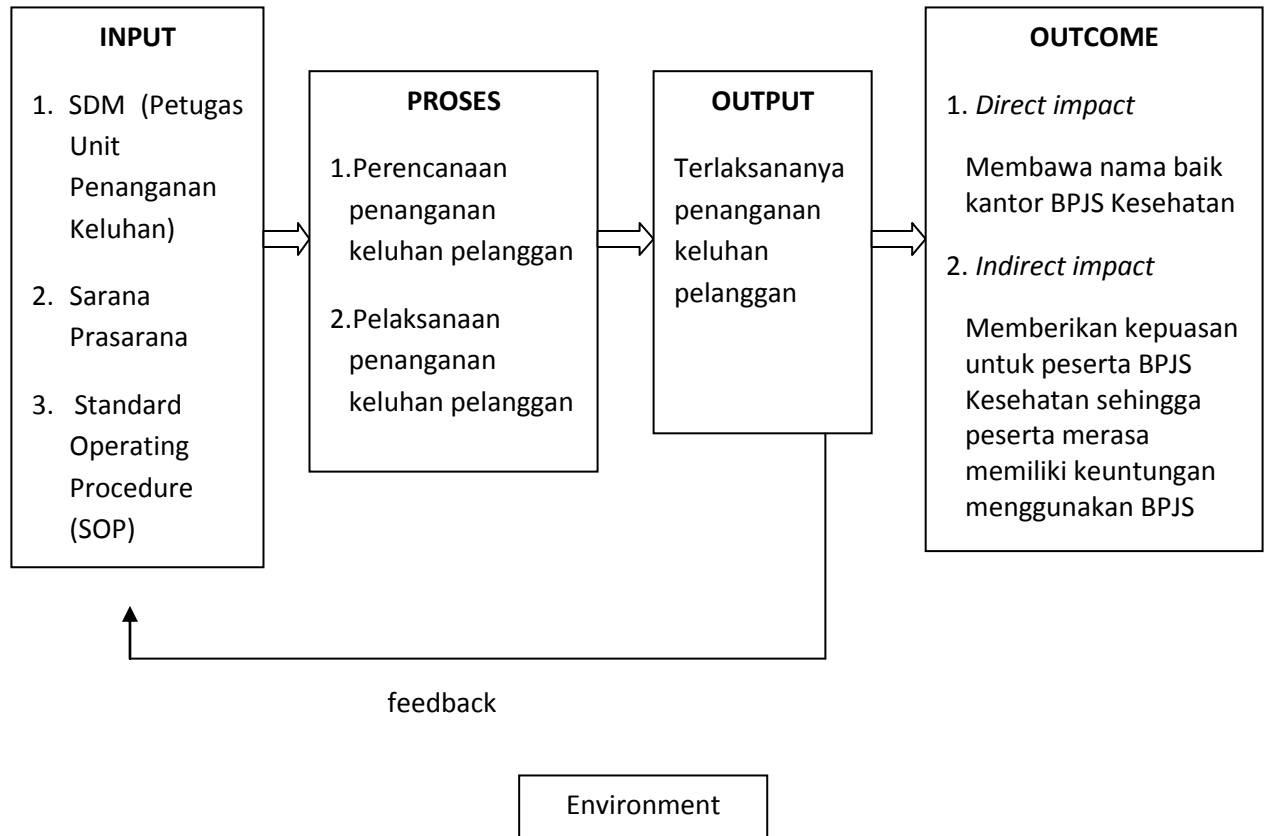 INPUT
1. SDM (Petugas
Unit
Penanganan
Keluhan)
2. Sarana
Prasarana
3. Standard
Operating
Procedure
(SOP)
PROSES
1.Perencanaan
penanganan
keluhan pelanggan
2.Pelaksanaan
penanganan
keluhan pelanggan
OUTPUT
Terlaksananya
penanganan
keluhan
pelanggan
OUTCOME
1. Direct impact
Membawa nama baik
kantor BPJS Kesehatan
2. Indirect impact
Memberikan kepuasan
untuk peserta BPJS
Kesehatan sehingga
peserta merasa
memiliki keuntungan
menggunakan BPJS
feedback
Environment